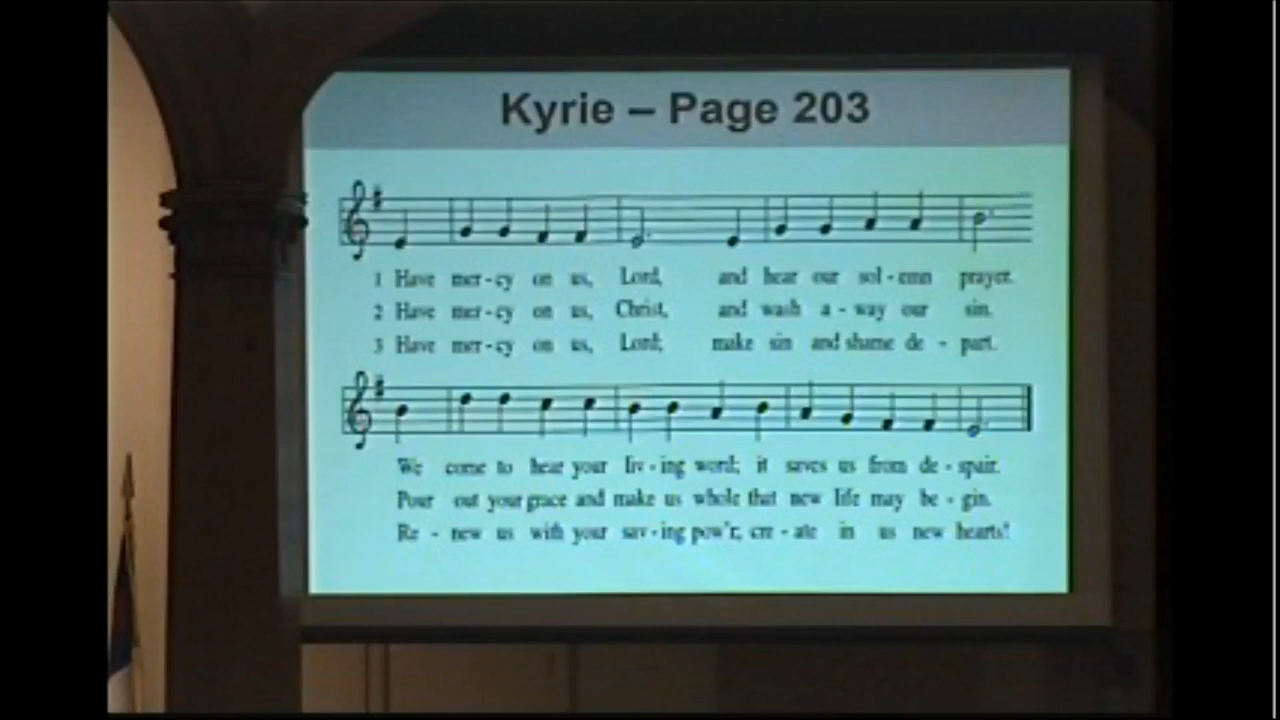 Kyrie – Page 203
1 Have mer - cy on us, Lord, and hear our sol - emn prayer.
2 Have mer - cy on us, Christ, and wash a - way our sin.
3 Have mer - cy on us, Lord; make sin and shame de - part.
We come to hear your liv - ing word; it saves us from de - spair.
Pour out your grace and make us whole that new life may be - gin.
Re - new us with your sav - ing pow'r; cre - ate in us new hearts!